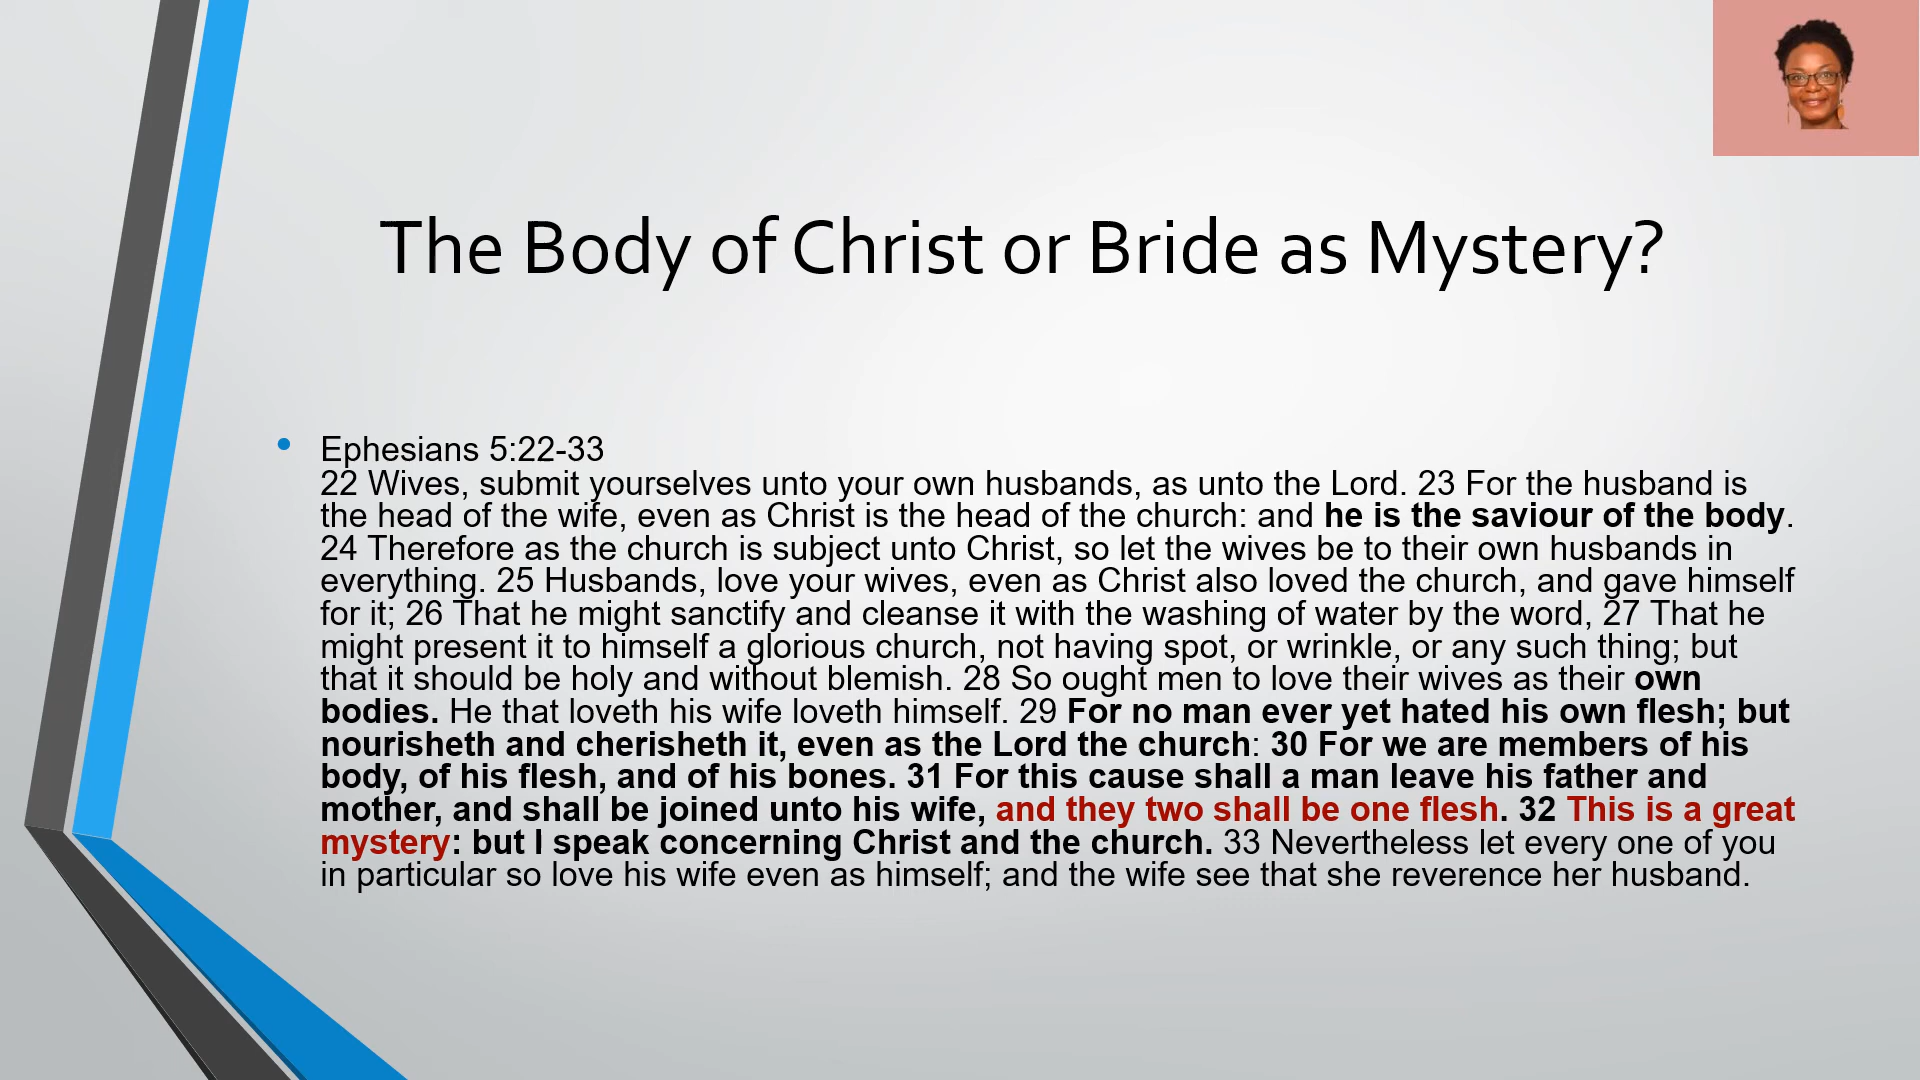 The Body of Christ or Bride as Mystery?
• Ephesians 5:22-33
22 Wives, submit yourselves unto your own husbands, as unto the Lord. 23 For the husband is
the head of the wife, even as Christ is the head of the church: and he is the saviour of the body.
24 Therefore as the church is subject unto Christ, so let the wives be to their own husbands in
everything. 25 Husbands, love your wives, even as Christ also loved the church, and gave himself
for it; 26 That he might sanctify and cleanse it with the washing of water by the word, 27 That he
might present it to himself a glorious church, not having spot, or wrinkle, or any such thing; but
that it should be holy and without blemish. 28 So ought men to love their wives as their own
bodies. He that loveth his wife loveth himself. 29 For no man ever yet hated his own flesh; but
nourisheth and cherisheth it, even as the Lord the church: 30 For we are members of his
body, of his flesh, and of his bones. 31 For this cause shall a man leave his father and
mother, and shall be joined unto his wife, and they two shall be one flesh. 32 This is a great
mystery: but I speak concerning Christ and the church. 33 Nevertheless let every one of you
in particular so love his wife even as himself; and the wife see that she reverence her husband.